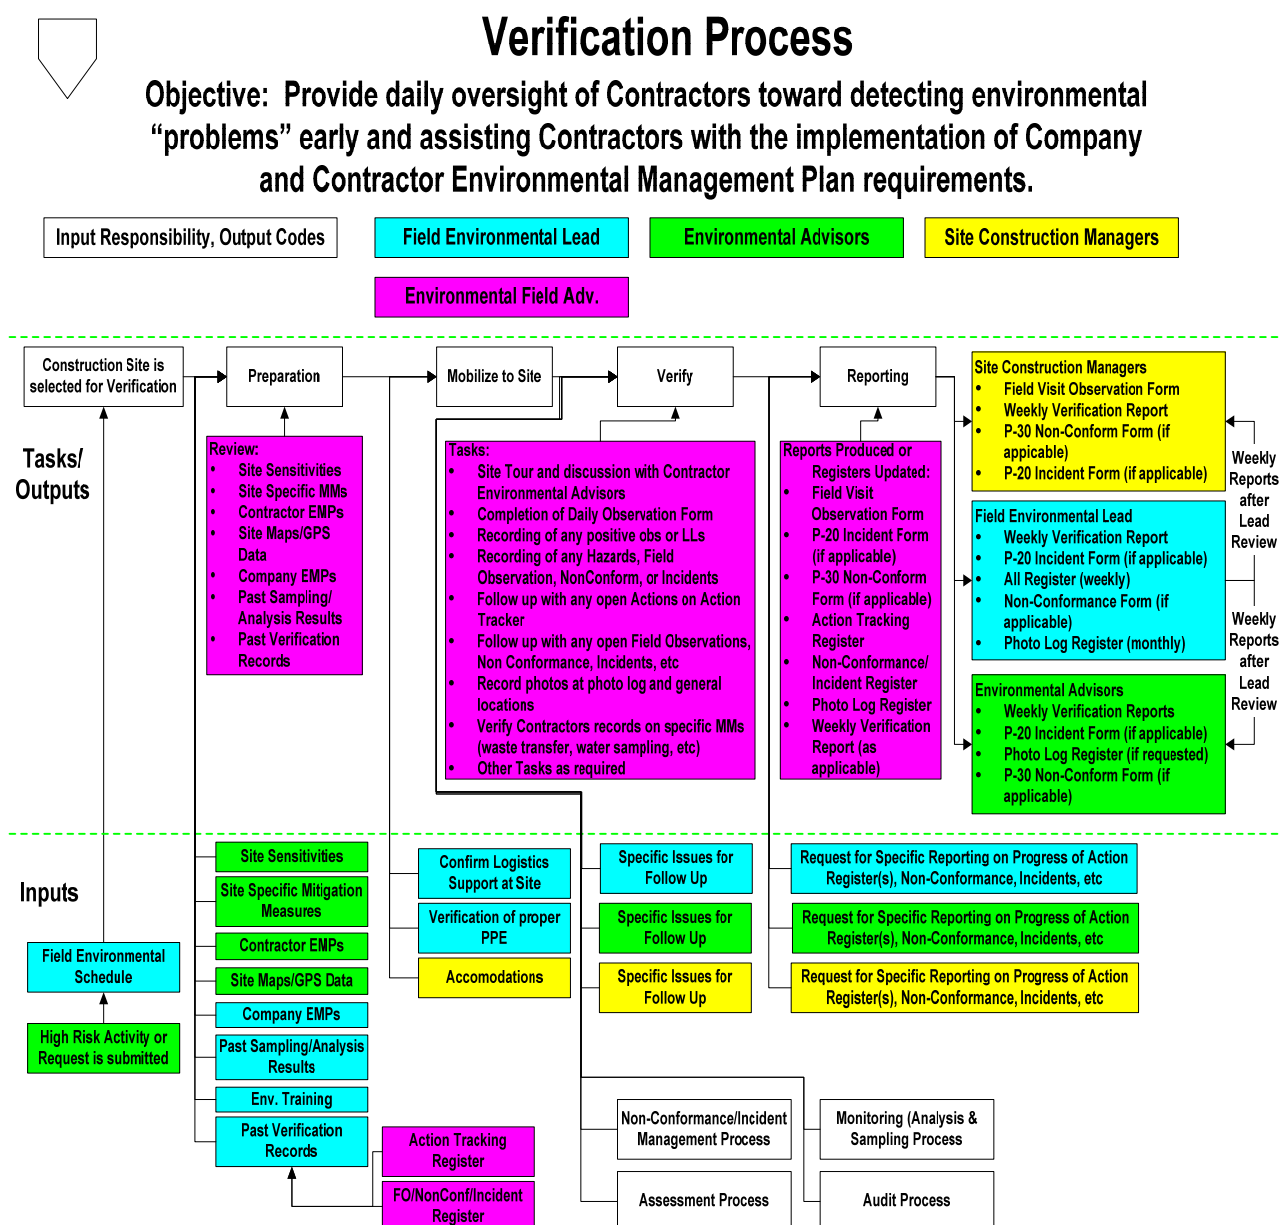 Verification Process
Objective:  Provide daily oversight of Contractors toward detecting environmental
“problems” early and assisting Contractors with the implementation of Company
and Contractor Environmental Management Plan requirements.
Input Responsibility, Output Codes
Field Environmental Lead
Environmental Advisors
Site Construction Managers
Environmental Field Adv.
Tasks/
Outputs
Construction Site is
selected for Verification
Preparation
Mobilize to Site
Verify
Reporting
Review:
• Site Sensitivities
• Site Specific MMs
• Contractor EMPs
• Site Maps/GPS
Data
• Company EMPs
• Past Sampling/
Analysis Results
• Past Verification
Records
Tasks:
• Site Tour and discussion with Contractor
Environmental Advisors
• Completion of Daily Observation Form
• Recording of any positive obs or LLs
• Recording of any Hazards, Field
Observation, NonConform, or Incidents
• Follow up with any open Actions on Action
Tracker
• Follow up with any open Field Observations,
Non Conformance, Incidents, etc
• Record photos at photo log and general
locations
• Verify Contractors records on specific MMs
(waste transfer, water sampling, etc)
• Other Tasks as required
Reports Produced or
Registers Updated:
• Field Visit
Observation Form
• P-20 Incident Form
(if applicable)
• P-30 Non-Conform
Form (if applicable)
• Action Tracking
Register
• Non-Conformance/
Incident Register
• Photo Log Register
• Weekly Verification
Report (as
applicable)
Site Construction Managers
• Field Visit Observation Form
• Weekly Verification Report
• P-30 Non-Conform Form (if
appicable)
• P-20 Incident Form (if applicable)
Field Environmental Lead
• Weekly Verification Report
• P-20 Incident Form (if applicable)
• All Register (weekly)
• Non-Conformance Form (if
applicable)
• Photo Log Register (monthly)
Environmental Advisors
• Weekly Verification Reports
• P-20 Incident Form (if applicable)
• Photo Log Register (if requested)
• P-30 Non-Conform Form (if
applicable)
Weekly
Reports
after
Lead
Review
Weekly
Reports
after
Lead
Review
Inputs
Field Environmental
Schedule
High Risk Activity or
Request is submitted
Site Sensitivities
Site Specific Mitigation
Measures
Contractor EMPs
Site Maps/GPS Data
Company EMPs
Past Sampling/Analysis
Results
Env. Training
Past Verification
Records
Action Tracking
Register
FO/NonConf/Incident
Register
Confirm Logistics
Support at Site
Verification of proper
PPE
Accomodations
Specific Issues for
Follow Up
Specific Issues for
Follow Up
Specific Issues for
Follow Up
Request for Specific Reporting on Progress of Action
Register(s), Non-Conformance, Incidents, etc
Request for Specific Reporting on Progress of Action
Register(s), Non-Conformance, Incidents, etc
Request for Specific Reporting on Progress of Action
Register(s), Non-Conformance, Incidents, etc
Non-Conformance/Incident
Management Process
Monitoring (Analysis &
Sampling Process
Assessment Process
Audit Process